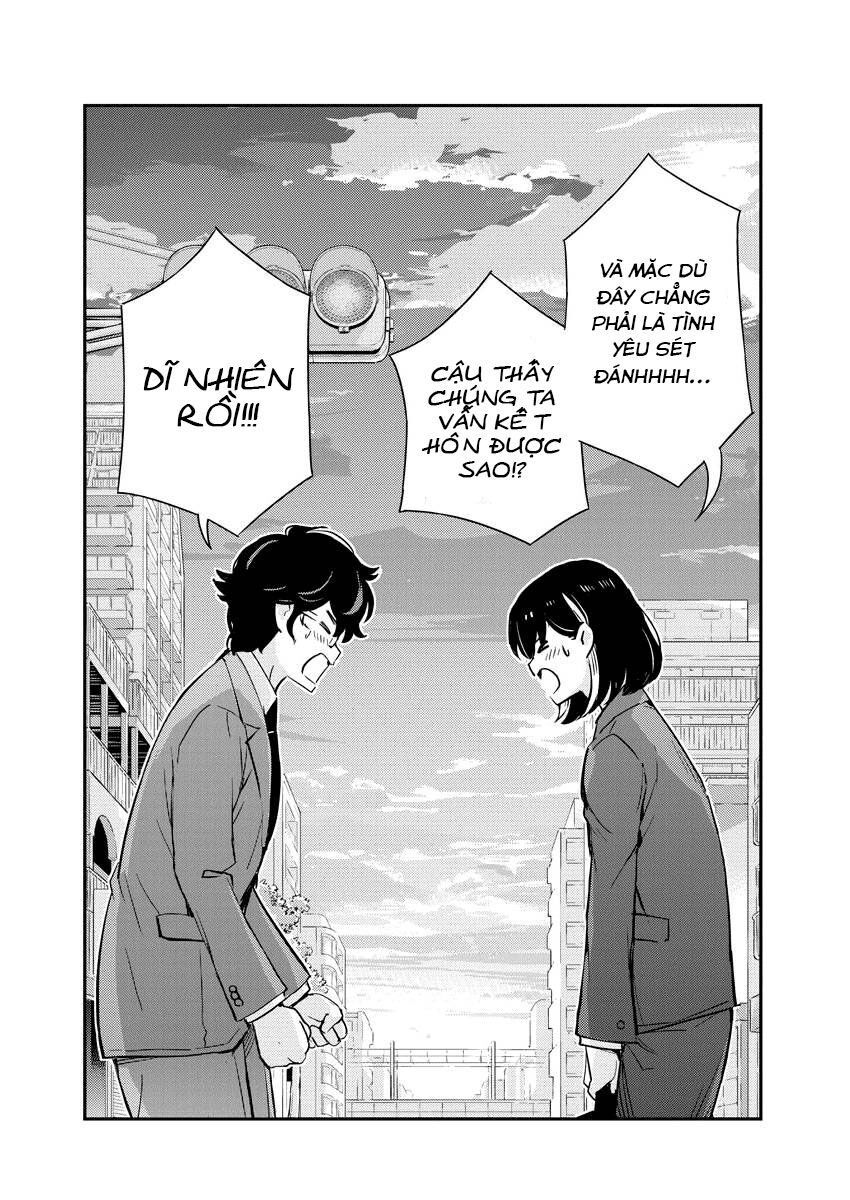 VÀ MẶC DÙ
ĐÂY CHẲNG
PHẢI LÀ TÌNH
YÊU SÉT
ĐÁNHHHH...
CẬU THẤY
CHÚNG TA
VẪN KẾT
HÔN ĐƯỢC
SAO!?
DĨ NHIÊN
RỒI!!!